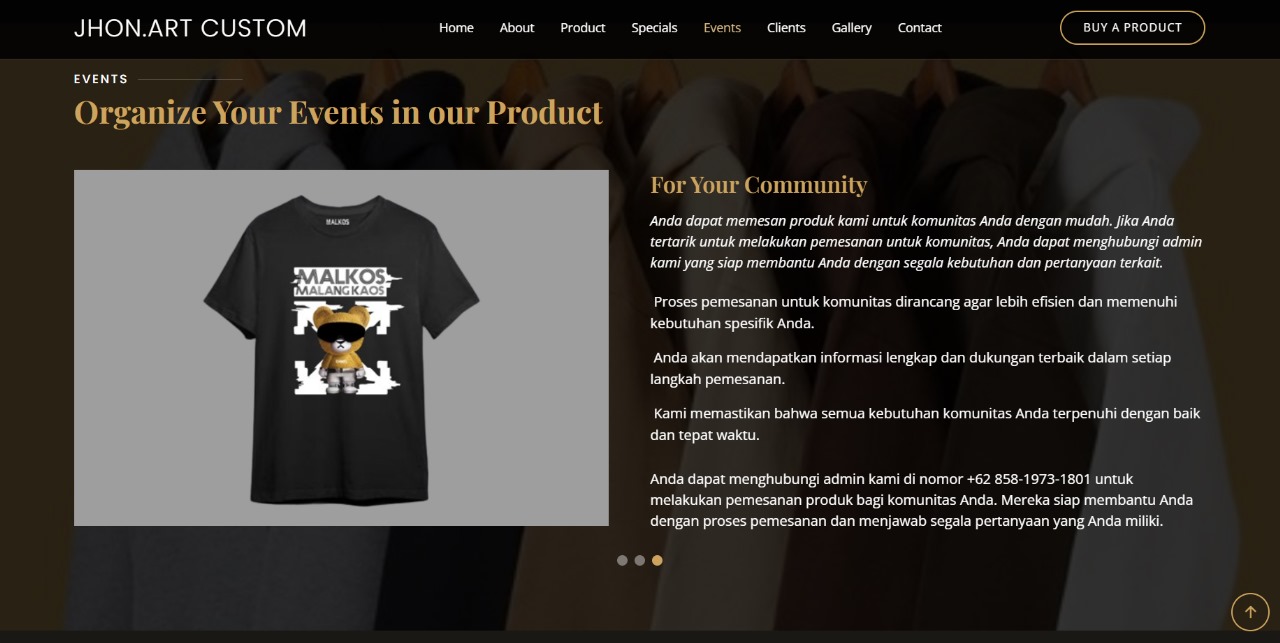 JHON.ART CUSTOM
Home About Product Specials Events Clients Gallery Contact
BUY A PRODUCT
EVENTS
Organize Your Events in our Product
MALKOS
MALKOS
MALANGKAOS
For Your Community
Anda dapat memesan produk kami untuk komunitas Anda dengan mudah. Jika Anda
tertarik untuk melakukan pemesanan untuk komunitas, Anda dapat menghubungi admin
kami yang siap membantu Anda dengan segala kebutuhan dan pertanyaan terkait.
Proses pemesanan untuk komunitas dirancang agar lebih efisien dan memenuhi
kebutuhan spesifik Anda.
Anda akan mendapatkan informasi lengkap dan dukungan terbaik dalam setiap
langkah pemesanan.
Kami memastikan bahwa semua kebutuhan komunitas Anda terpenuhi dengan baik
dan tepat waktu.
Anda dapat menghubungi admin kami di nomor +62 858-1973-1801 untuk
melakukan pemesanan produk bagi komunitas Anda. Mereka siap membantu Anda
dengan proses pemesanan dan menjawab segala pertanyaan yang Anda miliki.